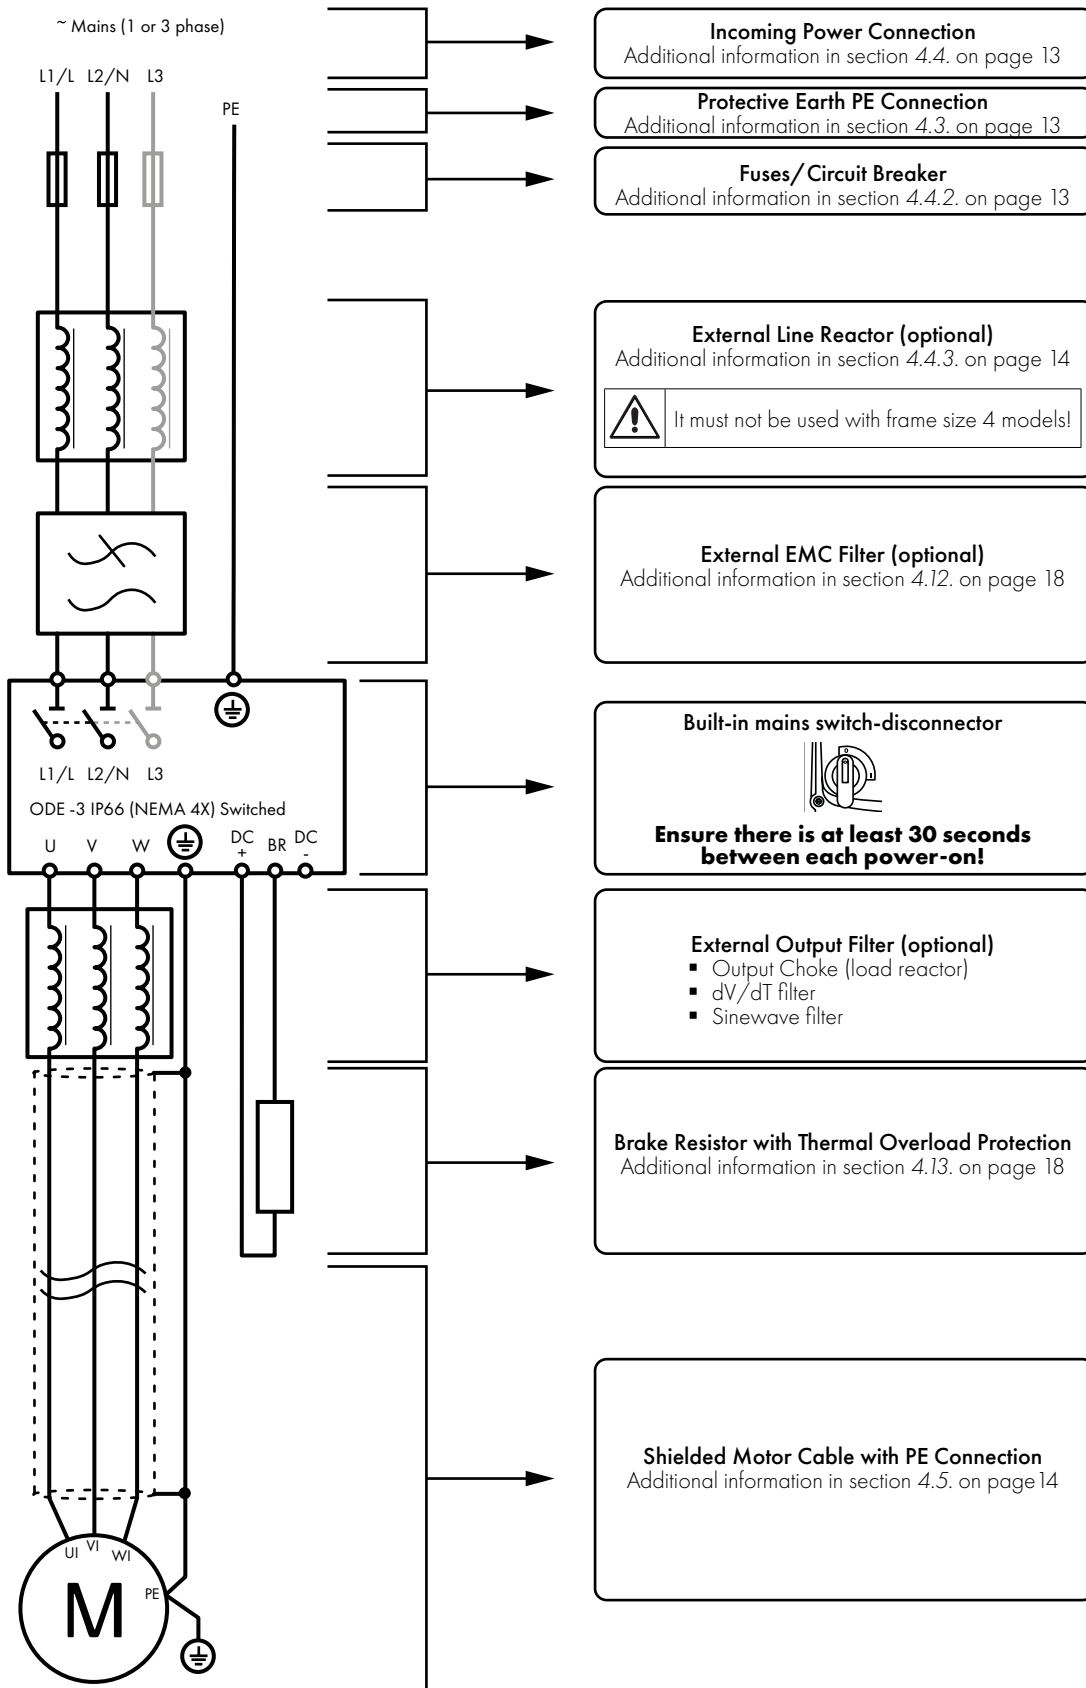 ~ Mains (1 or 3 phase)
L1/L L2/N L3
PE
Incoming Power Connection
Additional information in section 4.4. on page 13
Protective Earth PE Connection
Additional information in section 4.3. on page 13
Fuses/Circuit Breaker
Additional information in section 4.4.2. on page 13
External Line Reactor (optional)
Additional information in section 4.4.3. on page 14
It must not be used with frame size 4 models!
External EMC Filter (optional)
Additional information in section 4.12. on page 18
L1/L L2/N L3
ODE -3 IP66 (NEMA 4X) Switched
U V W DC + BR DC -
Built-in mains switch-disconnector
0
I
Ensure there is at least 30 seconds
between each power-on!
External Output Filter (optional)
▪ Output Choke (load reactor)
▪ dV/dT filter
▪ Sinewave filter
Brake Resistor with Thermal Overload Protection
Additional information in section 4.13. on page 18
Shielded Motor Cable with PE Connection
Additional information in section 4.5. on page14
UI VI WI
PE
M